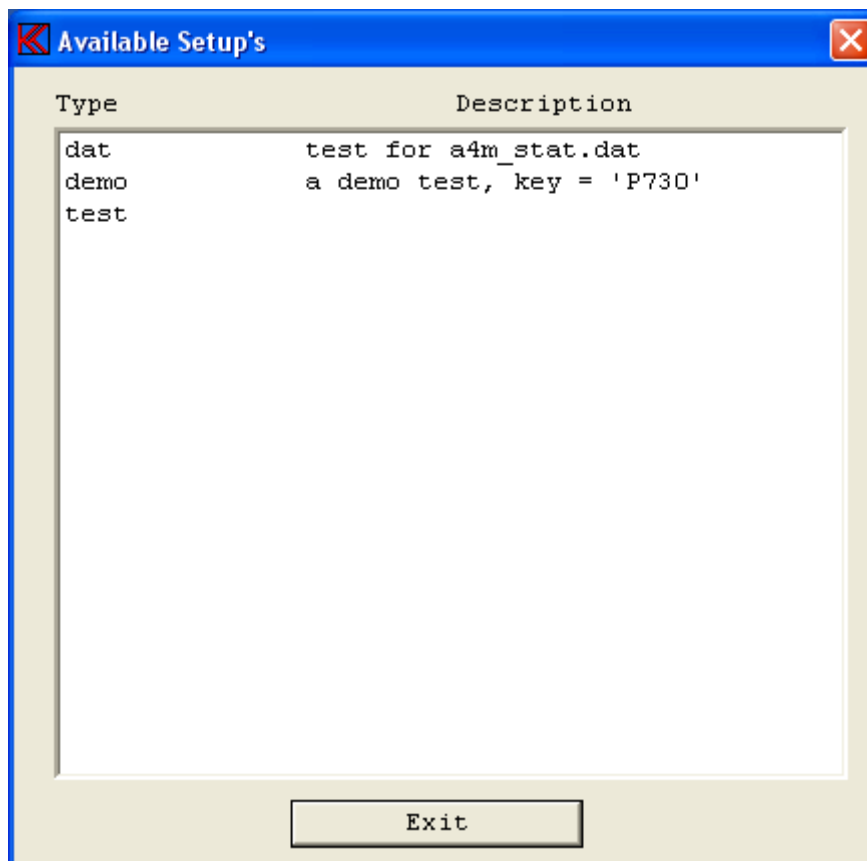 Available Setup's
Type Description
dat test for a4m_stat.dat
demo a demo test, key = 'P730'
test
Exit